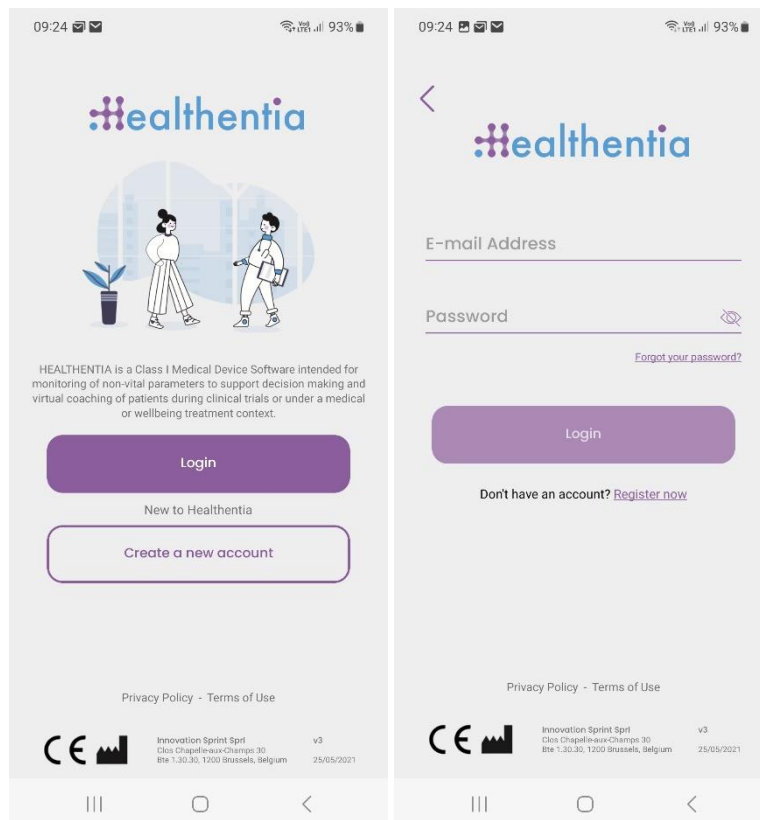 09:24
VoD LTE1 93%
Healthentia
HEALTHENTIA is a Class I Medical Device Software intended for
monitoring of non-vital parameters to support decision making and
virtual coaching of patients during clinical trials or under a medical
or wellbeing treatment context.
Login
New to Healthentia
Create a new account
Privacy Policy - Terms of Use
CE
Innovation Sprint Sprl
Clos Chapelle-aux-Champs 30
Bte 1.30.30, 1200 Brussels, Belgium
v3
25/05/2021
09:24
LTE1 93%
Healthentia
E-mail Address
Password
Forgot your password?
Login
Don't have an account? Register now
Privacy Policy - Terms of Use
CE
Innovation Sprint Sprl
Clos Chapelle-aux-Champs 30
Bte 1.30.30, 1200 Brussels, Belgium
v3
25/05/2021